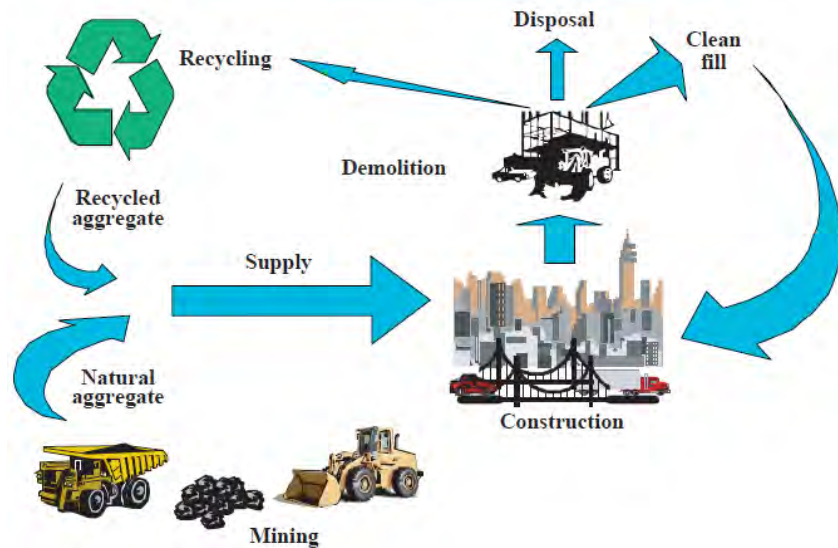 Disposal
Recycling
Clean
fill
Demolition
Recycled
aggregate
Supply
Natural
aggregate
Construction
Mining